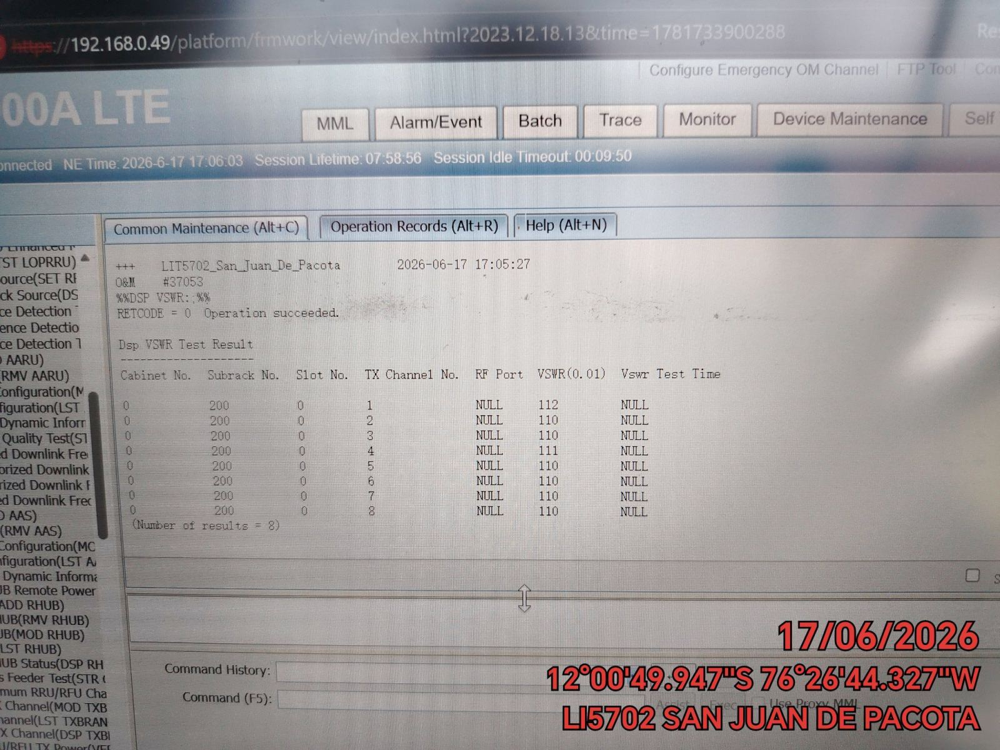 https://192.168.0.49/platform/frmwork/view/index.html?2023.12.18.13&time=1781733900288
Configure Emergency OM Channel | FTP Tool
00A LTE
MML Alarm/Event Batch Trace Monitor Device Maintenance Self
onnected NE Time: 2026-6-17 17:06:03 Session Lifetime: 07:58:56 Session Idle Timeout: 00:09:50
Common Maintenance (Alt+C) Operation Records (Alt+R) Help (Alt+N)
ST LOPRRU)
ource(SET RF
ck Source(DS
ce Detection
ence Detectio
ce Detection T
AARU)
(RMV AARU)
Configuration(M
figuration(LST
Dynamic Inforr
Quality Test(ST
d Downlink Fre
orized Downlink
rized Downlink F
ed Downlink Frec
AAS)
(RMV AAS)
Configuration(MC
nfiguration(LST A
Dynamic Informa
UB Remote Power
ADD RHUB)
HUB(RMV RHUB)
UB(MOD RHUB)
LST RHUB)
UB Status(DSP RH
s Feeder Test(STR
mum RRU/RFU Cha
Channel(MOD TXB
hannel(LST TXBRAN
X Channel(DSP TXB
+++ LIT5702_San_Juan_De_Pacota 2026-06-17 17:05:27
O&M #37053
%%DSP VSWR:;%%
RETCODE = 0 Operation succeeded.
Dsp VSWR Test Result
--------------------
Cabinet No. Subrack No. Slot No. TX Channel No. RF Port VSWR(0.01) Vswr Test Time
0 200 0 1 NULL 112 NULL
0 200 0 2 NULL 110 NULL
0 200 0 3 NULL 110 NULL
0 200 0 4 NULL 111 NULL
0 200 0 5 NULL 110 NULL
0 200 0 6 NULL 110 NULL
0 200 0 7 NULL 110 NULL
0 200 0 8 NULL 110 NULL
(Number of results = 8)
Command History:
Command (F5):
Assist Exec Use Proxy MML
17/06/2026
12°00'49.947"S 76°26'44.327"W
LI5702 SAN JUAN DE PACOTA